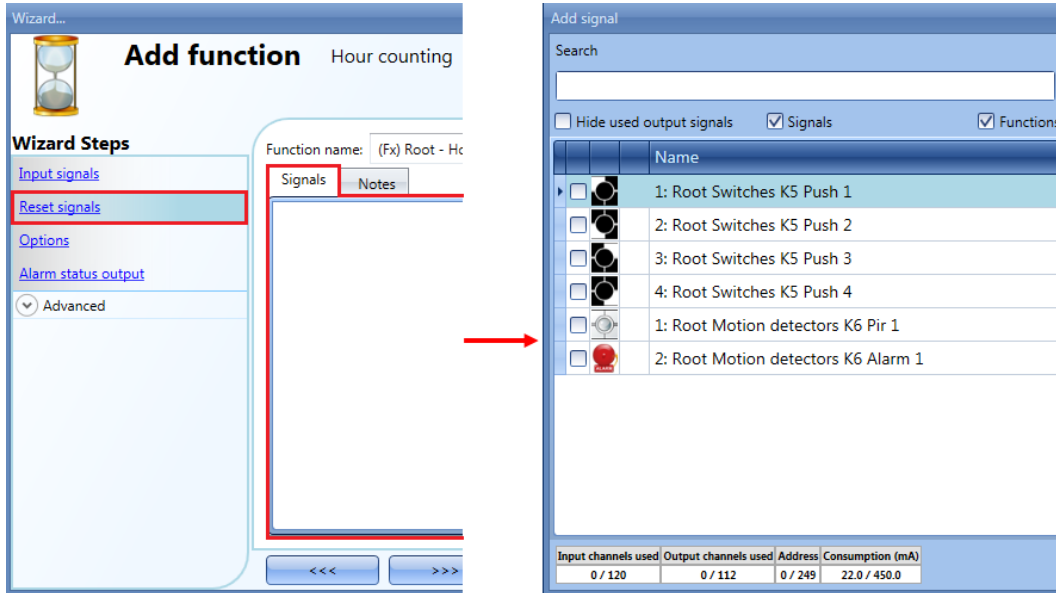 Wizard...
Add function Hour counting
Wizard Steps
Input signals
Reset signals
Options
Alarm status output
Advanced
Function name: (Fx) Root - Ho
Signals Notes
<<< >>>
Add signal
Search
Hide used output signals Signals Functions
Name
1: Root Switches K5 Push 1
2: Root Switches K5 Push 2
3: Root Switches K5 Push 3
4: Root Switches K5 Push 4
1: Root Motion detectors K6 Pir 1
2: Root Motion detectors K6 Alarm 1
Input channels used Output channels used Address Consumption (mA)
0 / 120 0 / 112 0 / 249 22.0 / 450.0